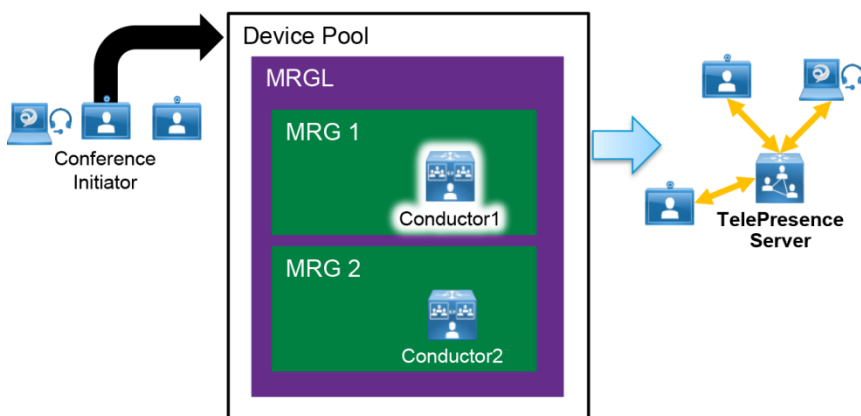 Device Pool
MRGL
MRG 1
Conductor1
MRG 2
Conductor2
Conference
Initiator
TelePresence
Server